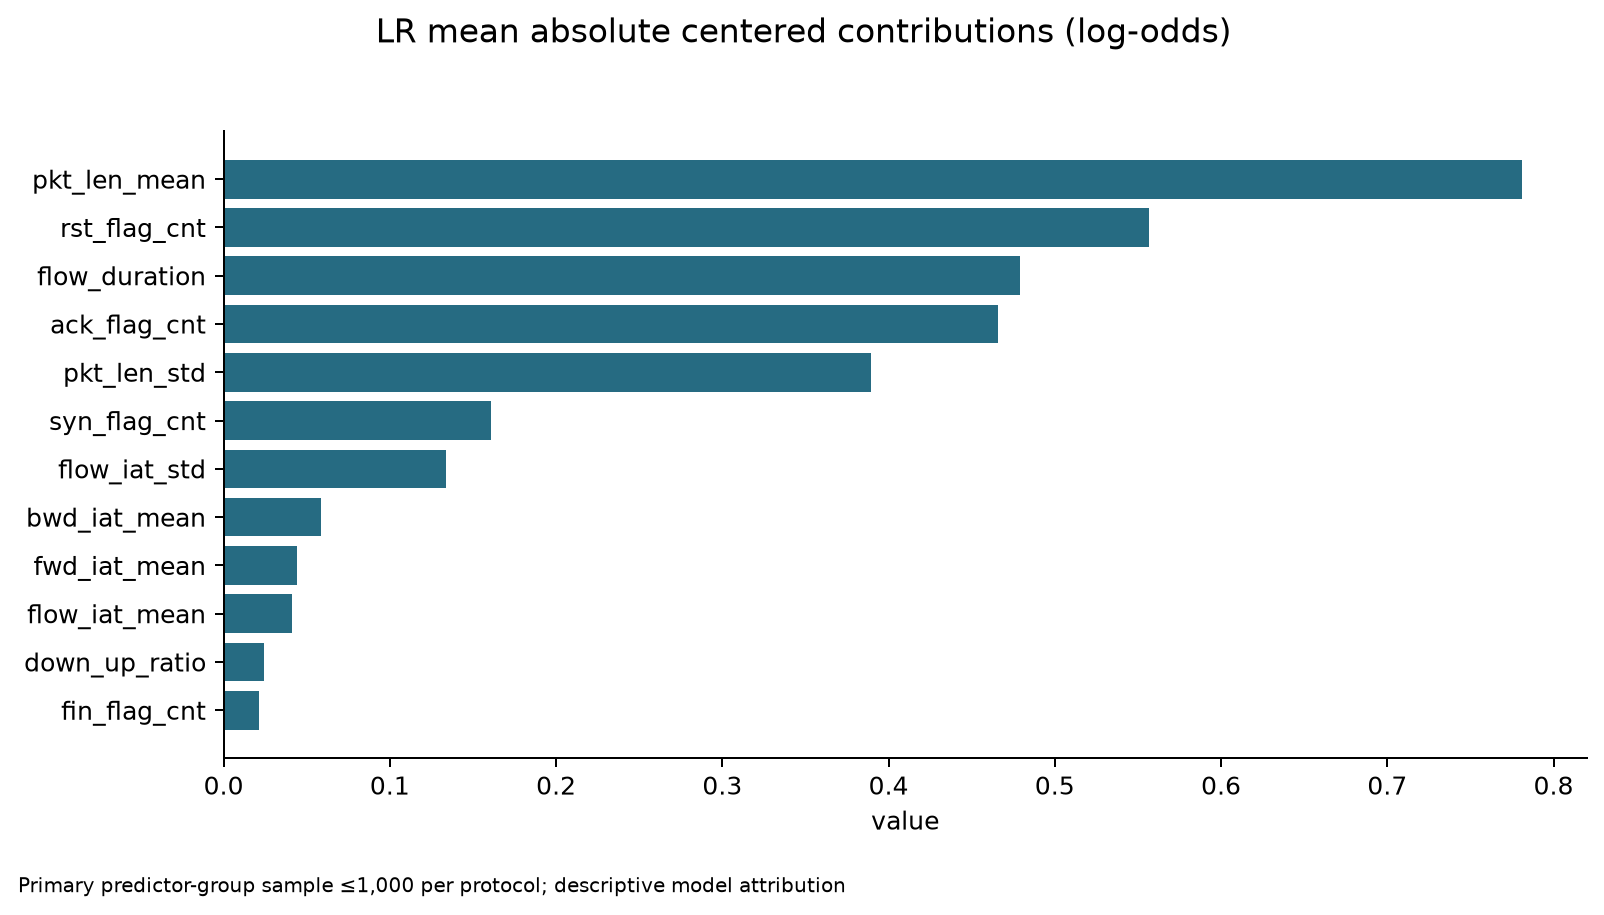 LR mean absolute centered contributions (log-odds)
pkt_len_mean
rst_flag_cnt
flow_duration
ack_flag_cnt
pkt_len_std
syn_flag_cnt
flow_iat_std
bwd_iat_mean
fwd_iat_mean
flow_iat_mean
down_up_ratio
fin_flag_cnt
0.0 0.1 0.2 0.3 0.4 0.5 0.6 0.7 0.8
value
Primary predictor-group sample ≤1,000 per protocol; descriptive model attribution